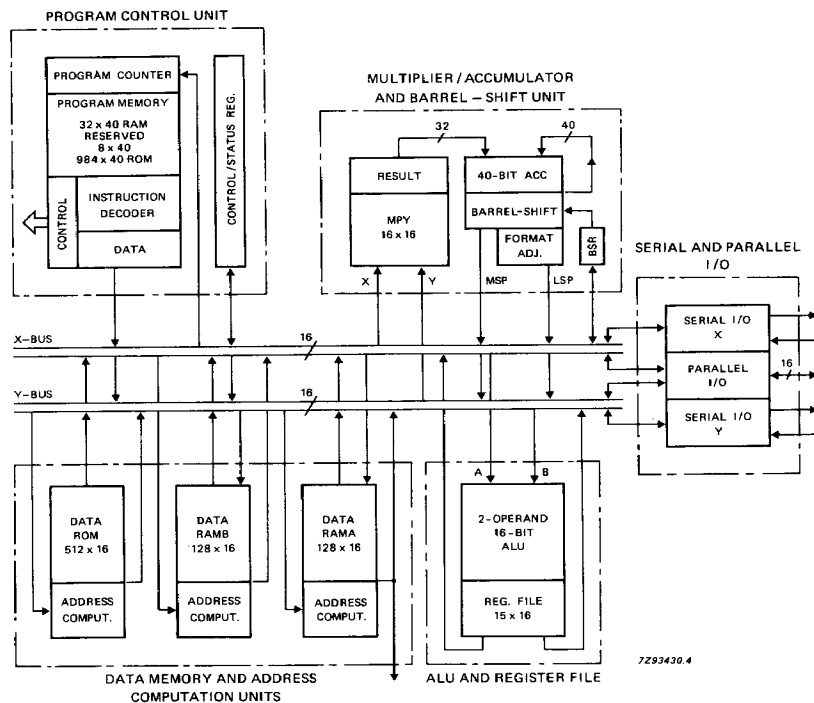 PROGRAM CONTROL UNIT
PROGRAM COUNTER
PROGRAM MEMORY
32 x 40 RAM
RESERVED
8 x 40
984 x 40 ROM
CONTROL
INSTRUCTION
DECODER
DATA
CONTROL/STATUS REG.
MULTIPLIER/ACCUMULATOR
AND BARREL – SHIFT UNIT
32
40
RESULT
MPY
16 x 16
40-BIT ACC
BARREL-SHIFT
FORMAT
ADJ.
BSR
X
Y
MSP
LSP
SERIAL AND PARALLEL
I/O
SERIAL I/O
X
PARALLEL
I/O
16
SERIAL I/O
Y
X-BUS
16
Y-BUS
16
DATA
ROM
512 x 16
ADDRESS
COMPUT.
DATA
RAMB
128 x 16
ADDRESS
COMPUT.
DATA
RAMA
128 x 16
ADDRESS
COMPUT.
A
B
2-OPERAND
16-BIT
ALU
REG. FILE
15 x 16
DATA MEMORY AND ADDRESS
COMPUTATION UNITS
ALU AND REGISTER FILE
7Z93430.4